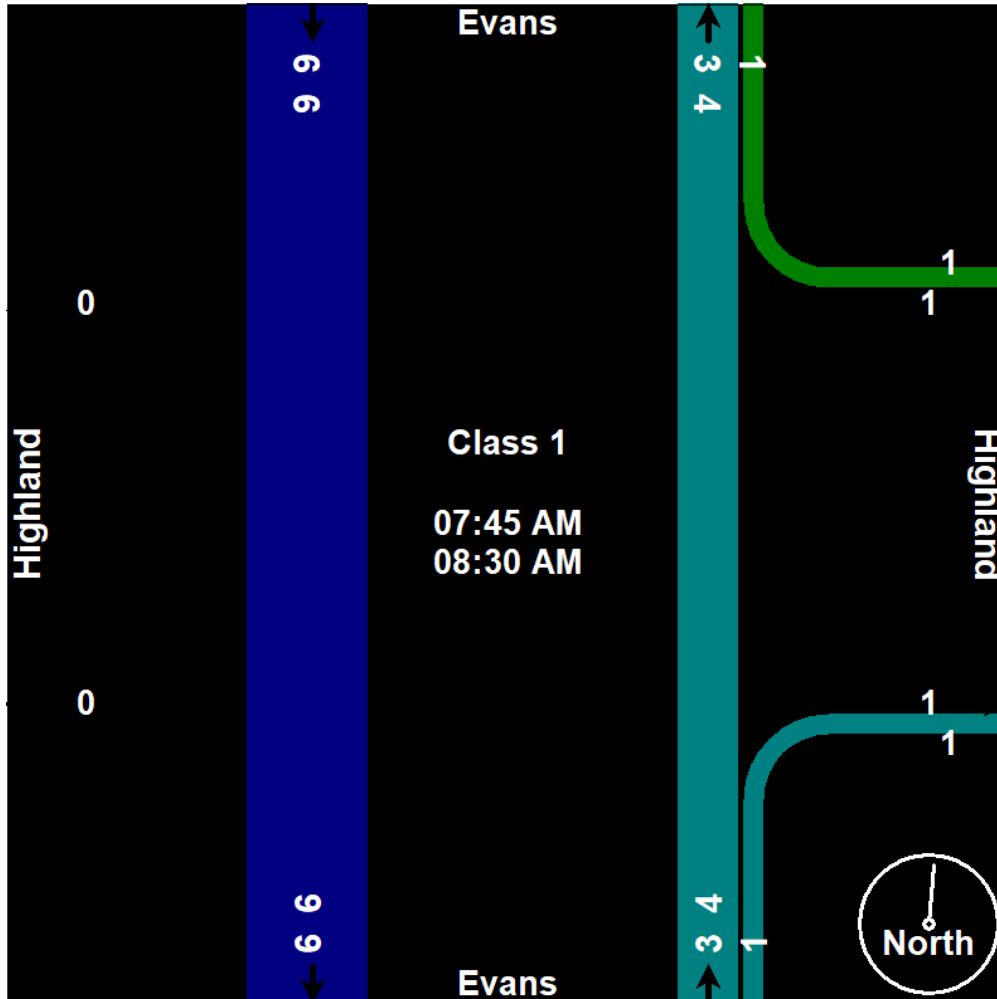 Evans
6 3 1
6 4
1
0 1
Highland
Class 1
Highland
07:45 AM
08:30 AM
0 1
1
6 4
6 3 1
North
Evans